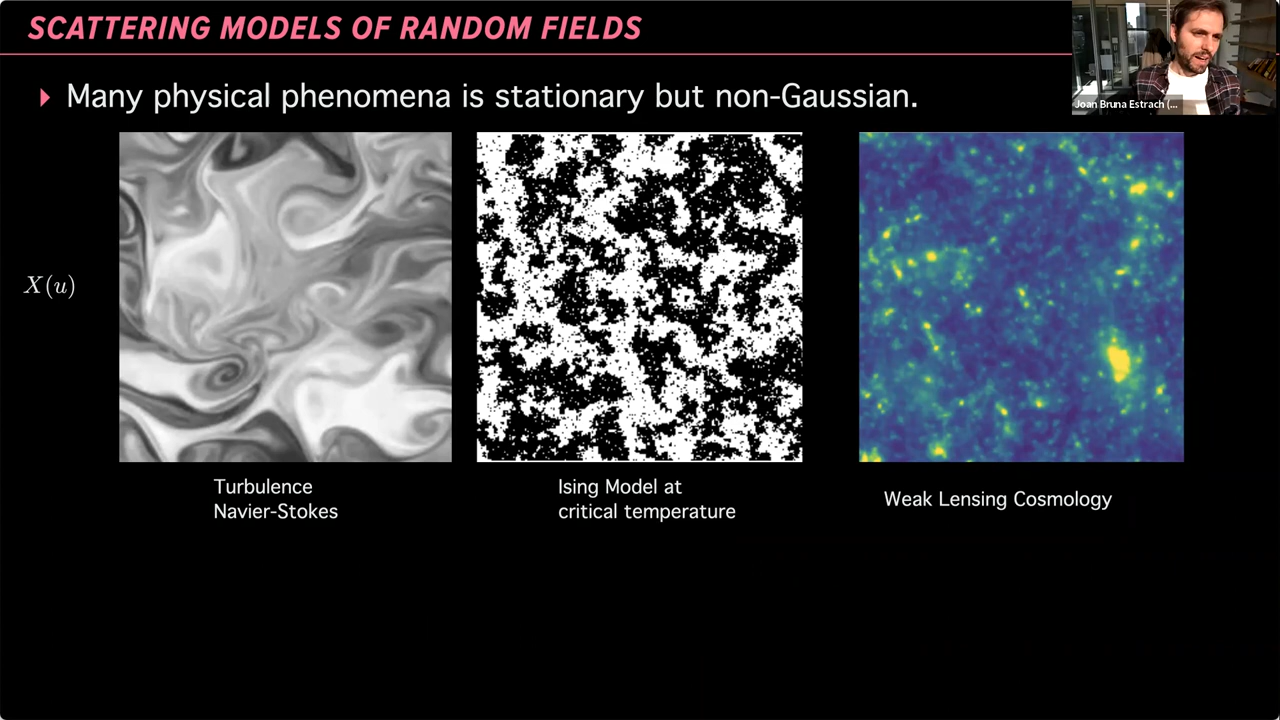 SCATTERING MODELS OF RANDOM FIELDS
Many physical phenomena is stationary but non-Gaussian.
Joan Bruna Estrach (...
X(u)
Turbulence
Navier-Stokes
Ising Model at
critical temperature
Weak Lensing Cosmology